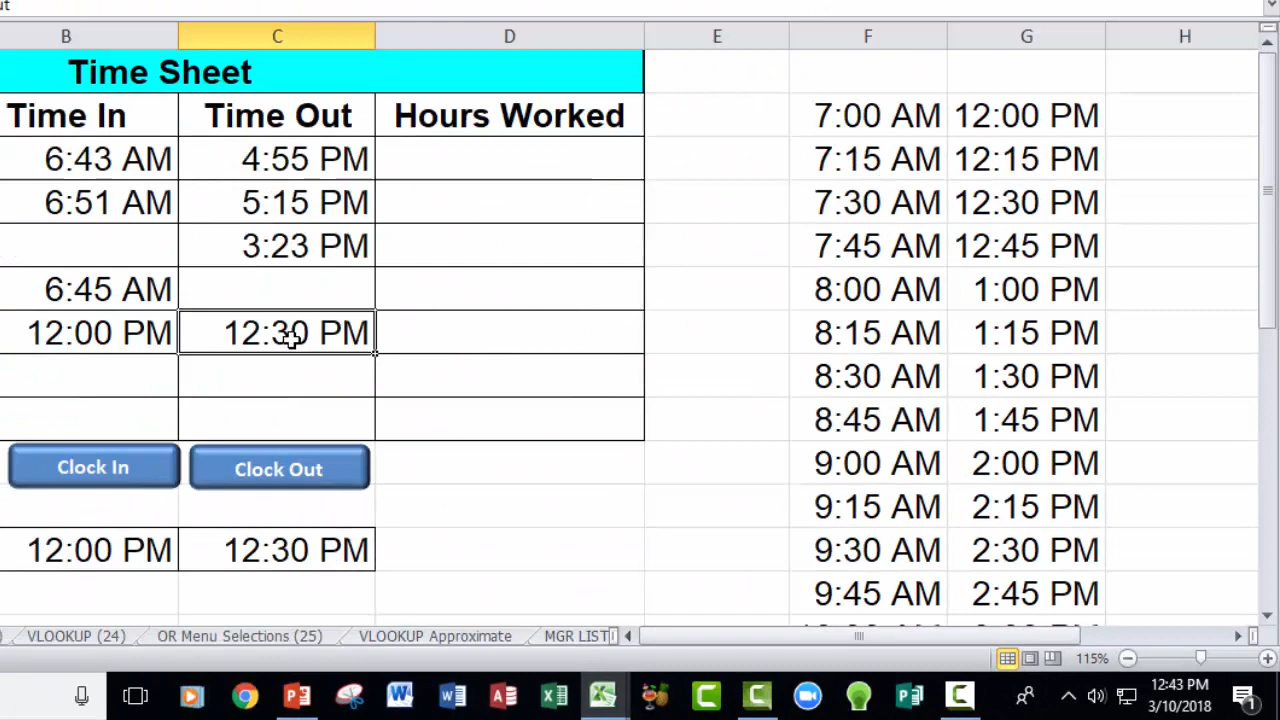 ut
B C D E F G H
Time Sheet
Time In Time Out Hours Worked 7:00 AM 12:00 PM
6:43 AM 4:55 PM 7:15 AM 12:15 PM
6:51 AM 5:15 PM 7:30 AM 12:30 PM
3:23 PM 7:45 AM 12:45 PM
6:45 AM 8:00 AM 1:00 PM
12:00 PM 12:30 PM 8:15 AM 1:15 PM
8:30 AM 1:30 PM
8:45 AM 1:45 PM
Clock In Clock Out 9:00 AM 2:00 PM
9:15 AM 2:15 PM
12:00 PM 12:30 PM 9:30 AM 2:30 PM
9:45 AM 2:45 PM
VLOOKUP (24) OR Menu Selections (25) VLOOKUP Approximate MGR LIST
115%
12:43 PM
3/10/2018
1